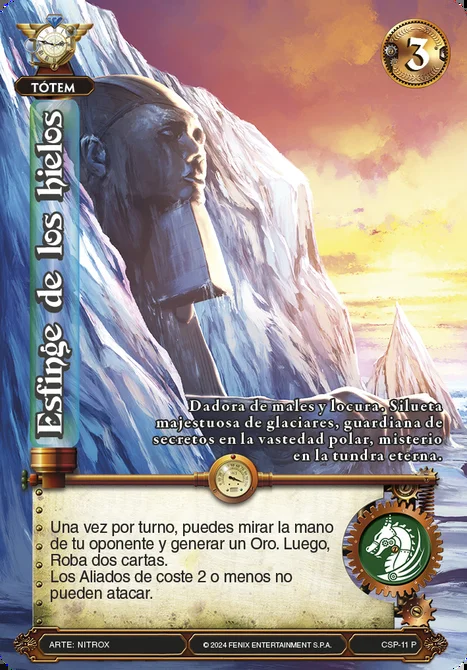 3
TÓTEM
Esfinge de los hielos
Dadora de males y locura. Silueta
majestuosa de glaciares, guardiana de
secretos en la vastedad polar, misterio
en la tundra eterna.
Una vez por turno, puedes mirar la mano
de tu oponente y generar un Oro. Luego,
Roba dos cartas.
Los Aliados de coste 2 o menos no
pueden atacar.
ARTE: NITROX
© 2024 FENIX ENTERTAINMENT S.P.A.
CSP-11 P